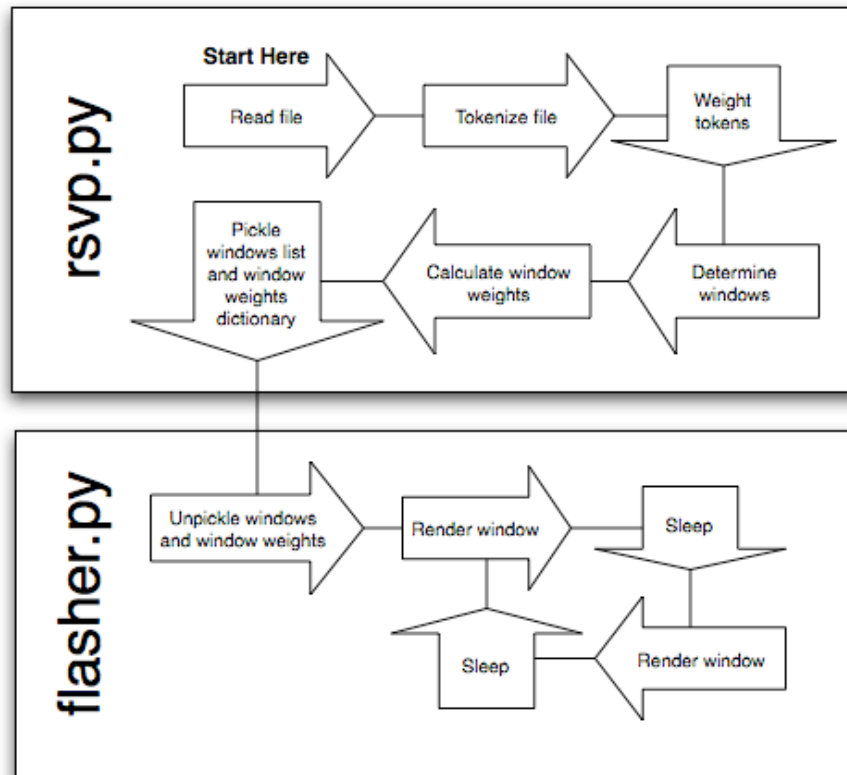 rsvp.py
Start Here
Read file
Tokenize file
Weight
tokens
Determine
windows
Calculate window
weights
Pickle
windows list
and window
weights
dictionary
flasher.py
Unpickle windows
and window weights
Render window
Sleep
Render window
Sleep